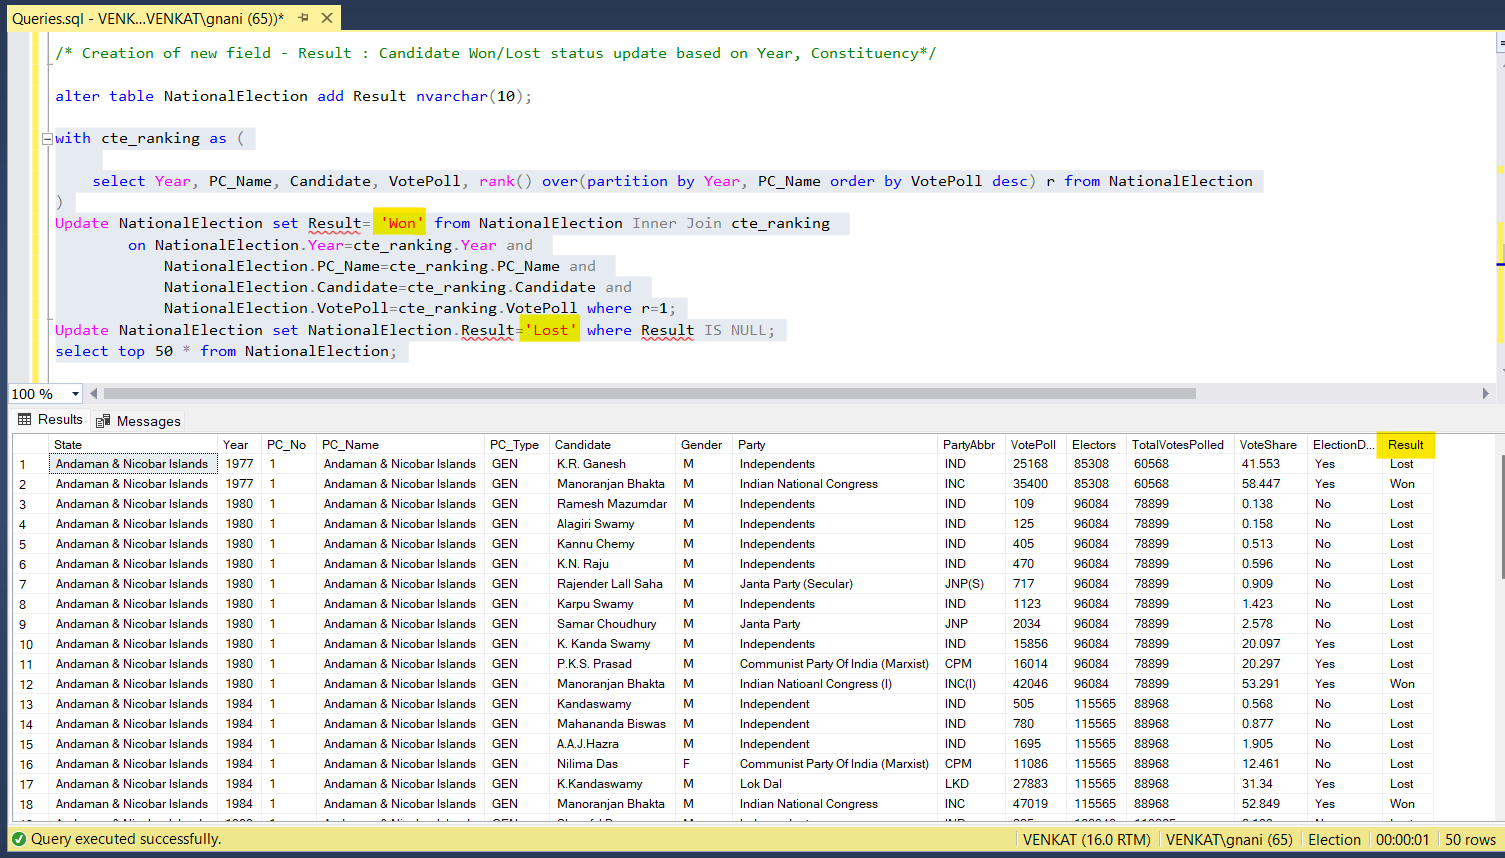 Queries.sql - VENK...VENKAT\gnani (65))*
/* Creation of new field - Result : Candidate Won/Lost status update based on Year, Constituency*/
alter table NationalElection add Result nvarchar(10);
with cte_ranking as (
select Year, PC_Name, Candidate, VotePoll, rank() over(partition by Year, PC_Name order by VotePoll desc) r from NationalElection
)
Update NationalElection set Result= 'Won' from NationalElection Inner Join cte_ranking
on NationalElection.Year=cte_ranking.Year and
NationalElection.PC_Name=cte_ranking.PC_Name and
NationalElection.Candidate=cte_ranking.Candidate and
NationalElection.VotePoll=cte_ranking.VotePoll where r=1;
Update NationalElection set NationalElection.Result='Lost' where Result IS NULL;
select top 50 * from NationalElection;
100 %
Results Messages
State Year PC_No PC_Name PC_Type Candidate Gender Party PartyAbbr VotePoll Electors TotalVotesPolled VoteShare ElectionD... Result
1 Andaman & Nicobar Islands 1977 1 Andaman & Nicobar Islands GEN K.R. Ganesh M Independents IND 25168 85308 60568 41.553 Yes Lost
2 Andaman & Nicobar Islands 1977 1 Andaman & Nicobar Islands GEN Manoranjan Bhakta M Indian National Congress INC 35400 85308 60568 58.447 Yes Won
3 Andaman & Nicobar Islands 1980 1 Andaman & Nicobar Islands GEN Ramesh Mazumdar M Independents IND 109 96084 78899 0.138 No Lost
4 Andaman & Nicobar Islands 1980 1 Andaman & Nicobar Islands GEN Alagiri Swamy M Independents IND 125 96084 78899 0.158 No Lost
5 Andaman & Nicobar Islands 1980 1 Andaman & Nicobar Islands GEN Kannu Chemy M Independents IND 405 96084 78899 0.513 No Lost
6 Andaman & Nicobar Islands 1980 1 Andaman & Nicobar Islands GEN K.N. Raju M Independents IND 470 96084 78899 0.596 No Lost
7 Andaman & Nicobar Islands 1980 1 Andaman & Nicobar Islands GEN Rajender Lall Saha M Janta Party (Secular) JNP(S) 717 96084 78899 0.909 No Lost
8 Andaman & Nicobar Islands 1980 1 Andaman & Nicobar Islands GEN Karpu Swamy M Independents IND 1123 96084 78899 1.423 No Lost
9 Andaman & Nicobar Islands 1980 1 Andaman & Nicobar Islands GEN Samar Choudhury M Janta Party JNP 2034 96084 78899 2.578 No Lost
10 Andaman & Nicobar Islands 1980 1 Andaman & Nicobar Islands GEN K. Kanda Swamy M Independents IND 15856 96084 78899 20.097 Yes Lost
11 Andaman & Nicobar Islands 1980 1 Andaman & Nicobar Islands GEN P.K.S. Prasad M Communist Party Of India (Marxist) CPM 16014 96084 78899 20.297 Yes Lost
12 Andaman & Nicobar Islands 1980 1 Andaman & Nicobar Islands GEN Manoranjan Bhakta M Indian Natioanl Congress (I) INC(I) 42046 96084 78899 53.291 Yes Won
13 Andaman & Nicobar Islands 1984 1 Andaman & Nicobar Islands GEN Kandaswamy M Independent IND 505 115565 88968 0.568 No Lost
14 Andaman & Nicobar Islands 1984 1 Andaman & Nicobar Islands GEN Mahananda Biswas M Independent IND 780 115565 88968 0.877 No Lost
15 Andaman & Nicobar Islands 1984 1 Andaman & Nicobar Islands GEN A.A.J.Hazra M Independent IND 1695 115565 88968 1.905 No Lost
16 Andaman & Nicobar Islands 1984 1 Andaman & Nicobar Islands GEN Nilima Das F Communist Party Of India (Marxist) CPM 11086 115565 88968 12.461 No Lost
17 Andaman & Nicobar Islands 1984 1 Andaman & Nicobar Islands GEN K.Kandaswamy M Lok Dal LKD 27883 115565 88968 31.34 Yes Lost
18 Andaman & Nicobar Islands 1984 1 Andaman & Nicobar Islands GEN Manoranjan Bhakta M Indian National Congress INC 47019 115565 88968 52.849 Yes Won
Query executed successfully. VENKAT (16.0 RTM) VENKAT\gnani (65) Election 00:00:01 50 rows